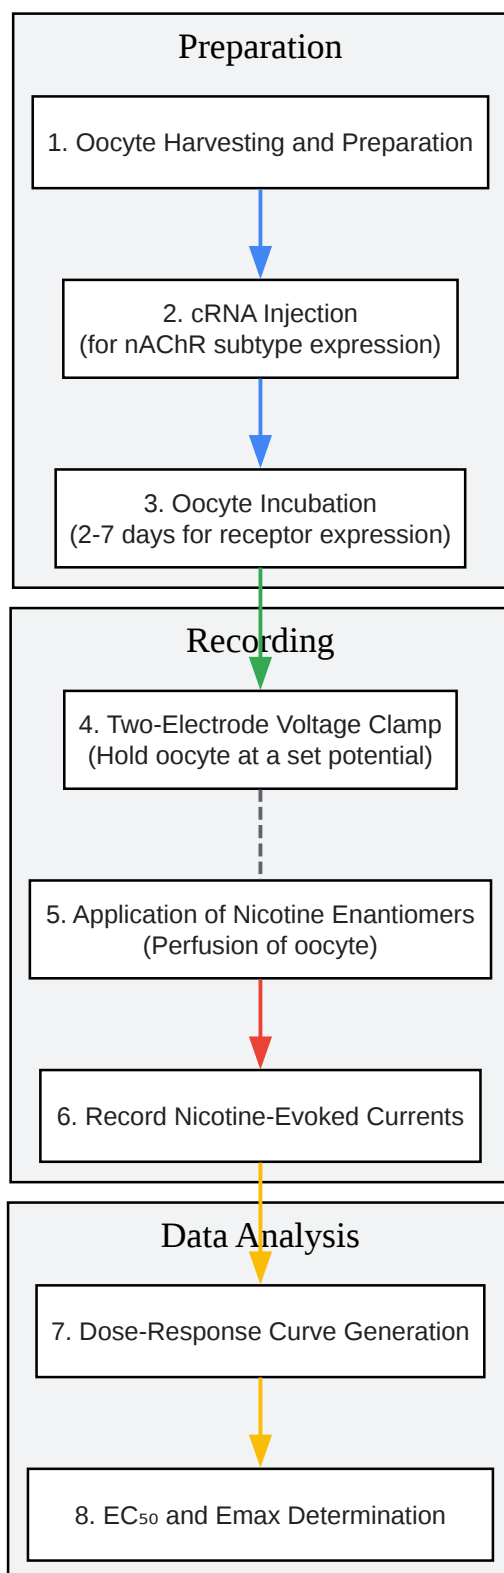 Preparation
1. Oocyte Harvesting and Preparation
2. cRNA Injection
(for nAChR subtype expression)
3. Oocyte Incubation
(2-7 days for receptor expression)
Recording
4. Two-Electrode Voltage Clamp
(Hold oocyte at a set potential)
5. Application of Nicotine Enantiomers
(Perfusion of oocyte)
6. Record Nicotine-Evoked Currents
Data Analysis
7. Dose-Response Curve Generation
8. EC₅₀ and Emax Determination